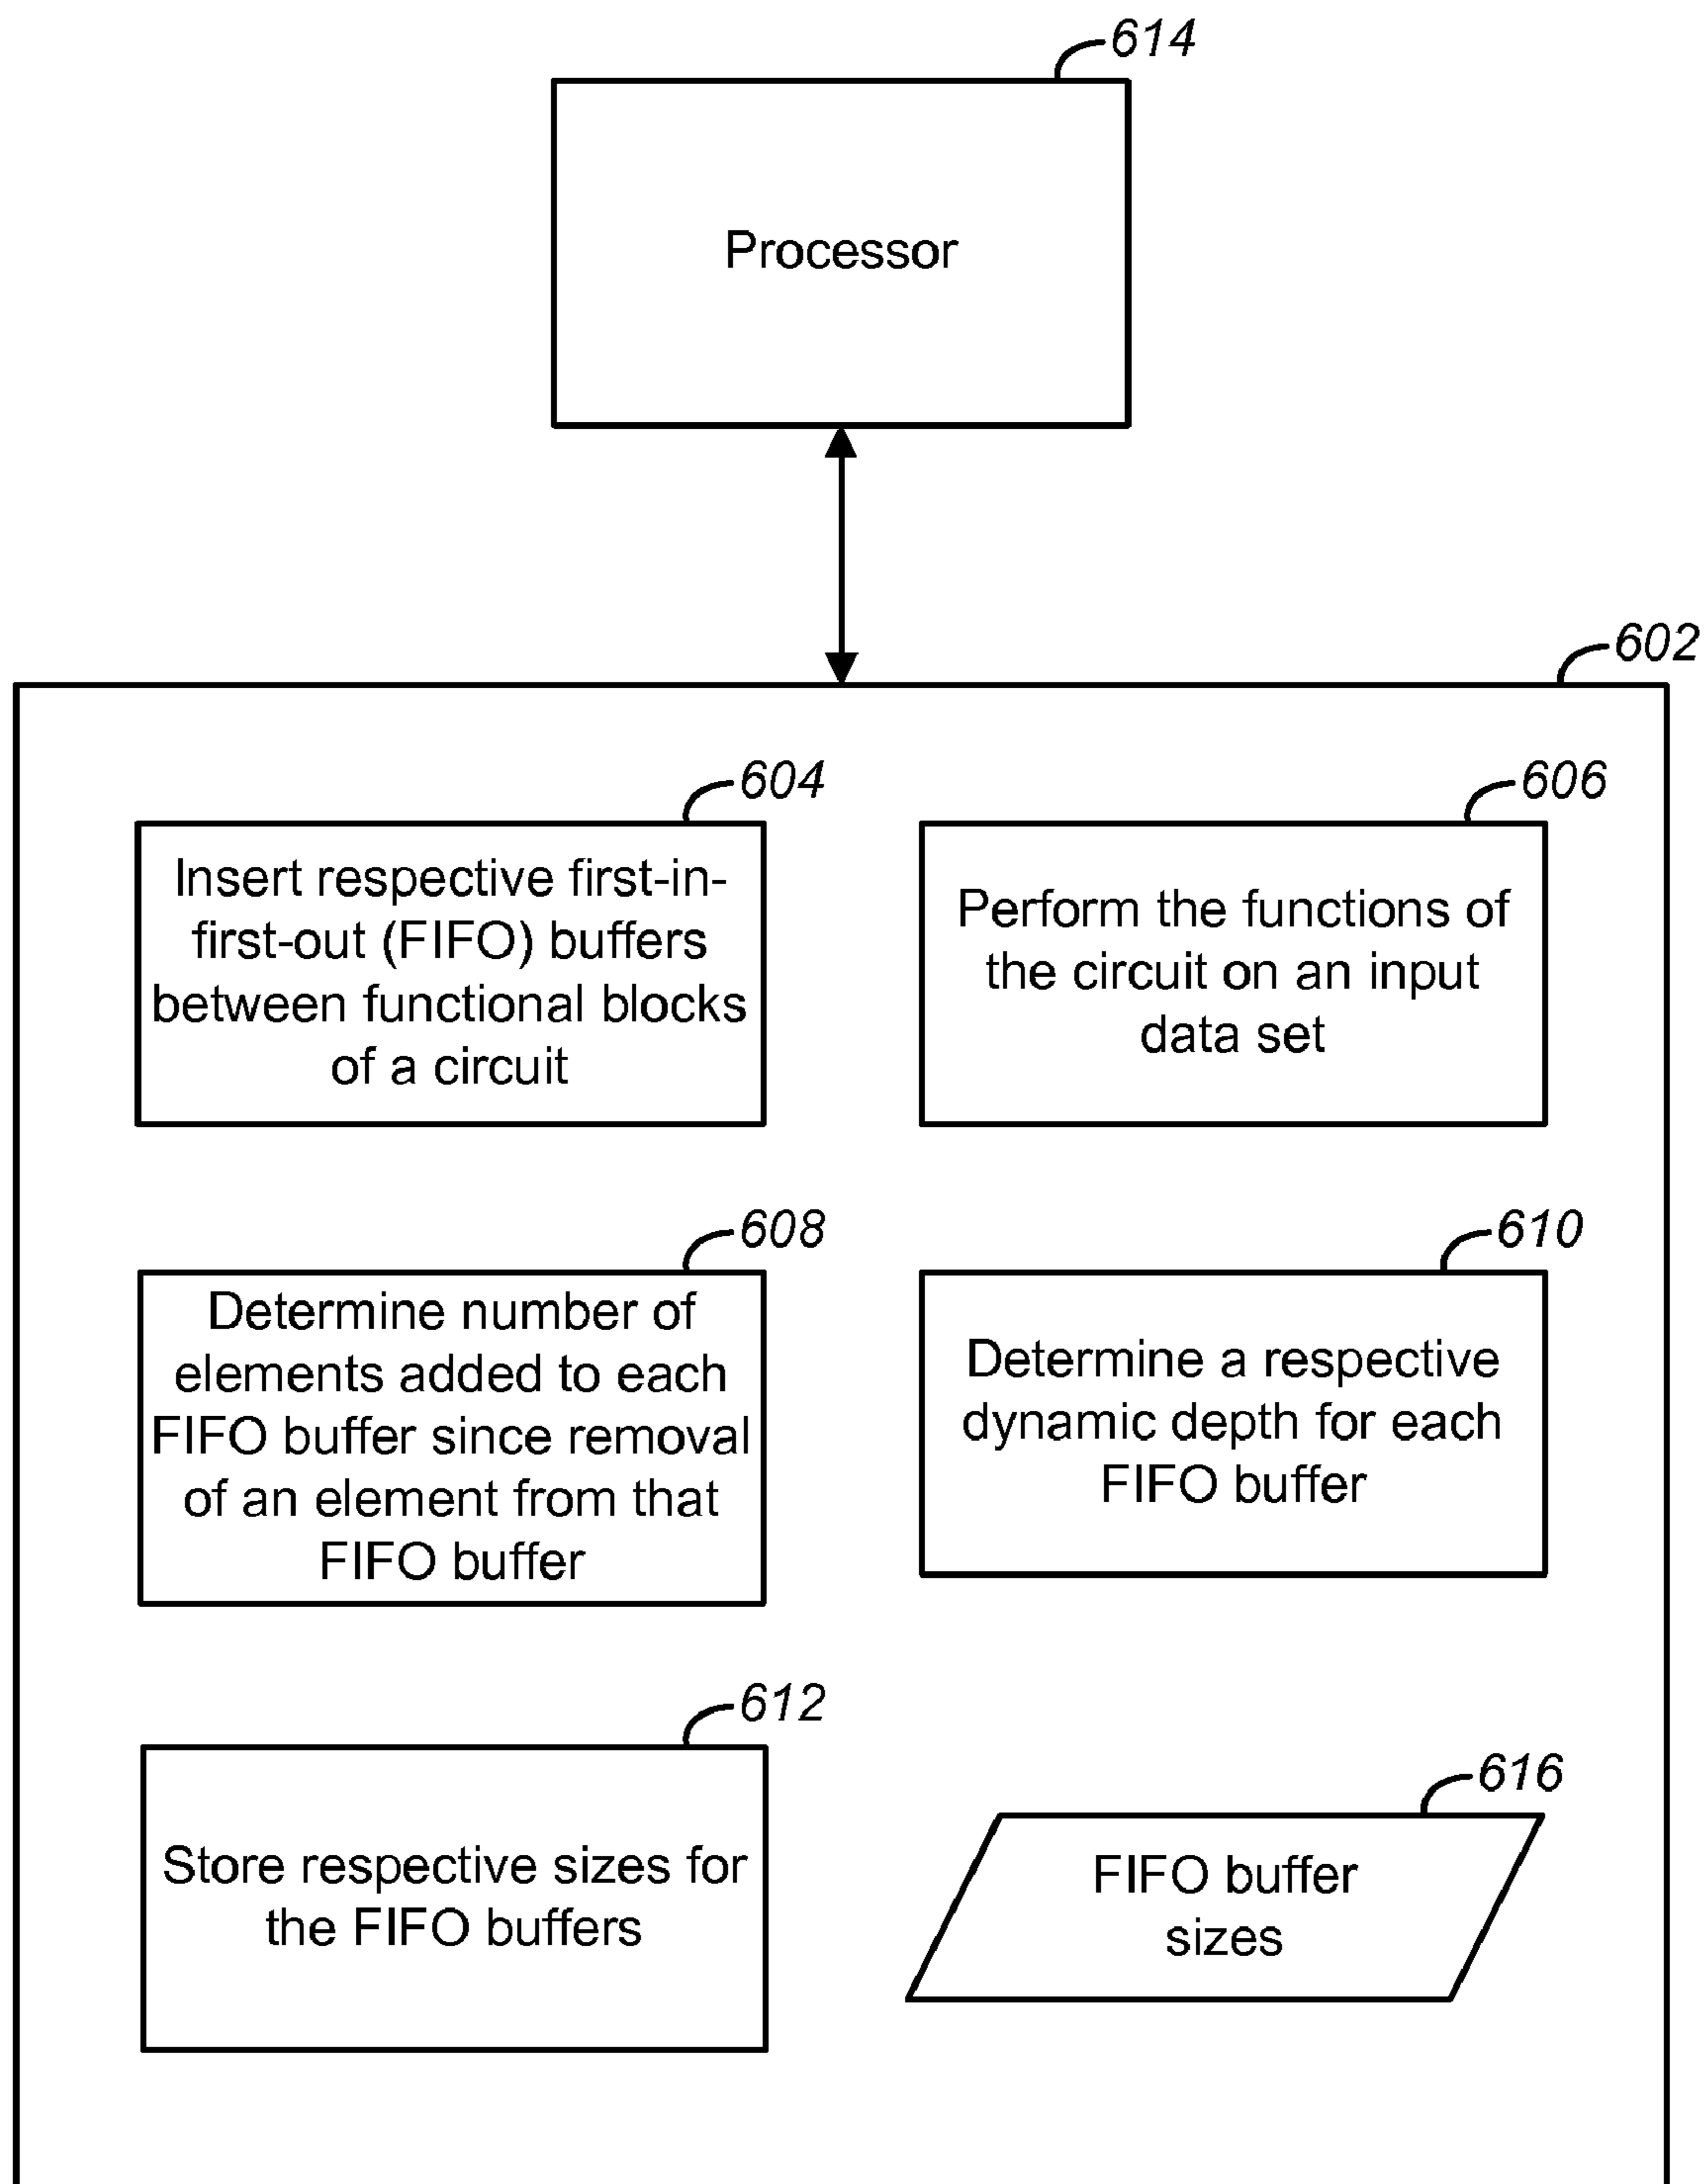 614
Processor
602
604
Insert respective first-in-
first-out (FIFO) buffers
between functional blocks
of a circuit
606
Perform the functions of
the circuit on an input
data set
608
Determine number of
elements added to each
FIFO buffer since removal
of an element from that
FIFO buffer
610
Determine a respective
dynamic depth for each
FIFO buffer
612
Store respective sizes for
the FIFO buffers
616
FIFO buffer
sizes